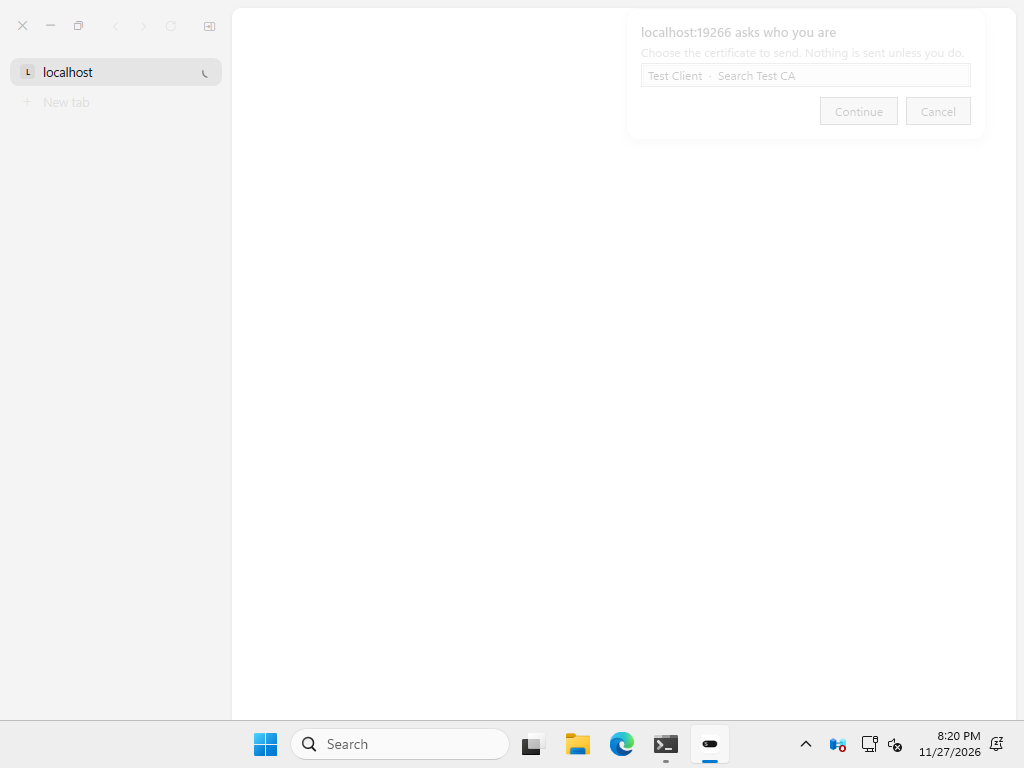 localhost:19266 asks who you are
Choose the certificate to send. Nothing is sent unless you do.
L localhost
Test Client · Search Test CA
+ New tab
Continue
Cancel
Search
8:20 PM
11/27/2026